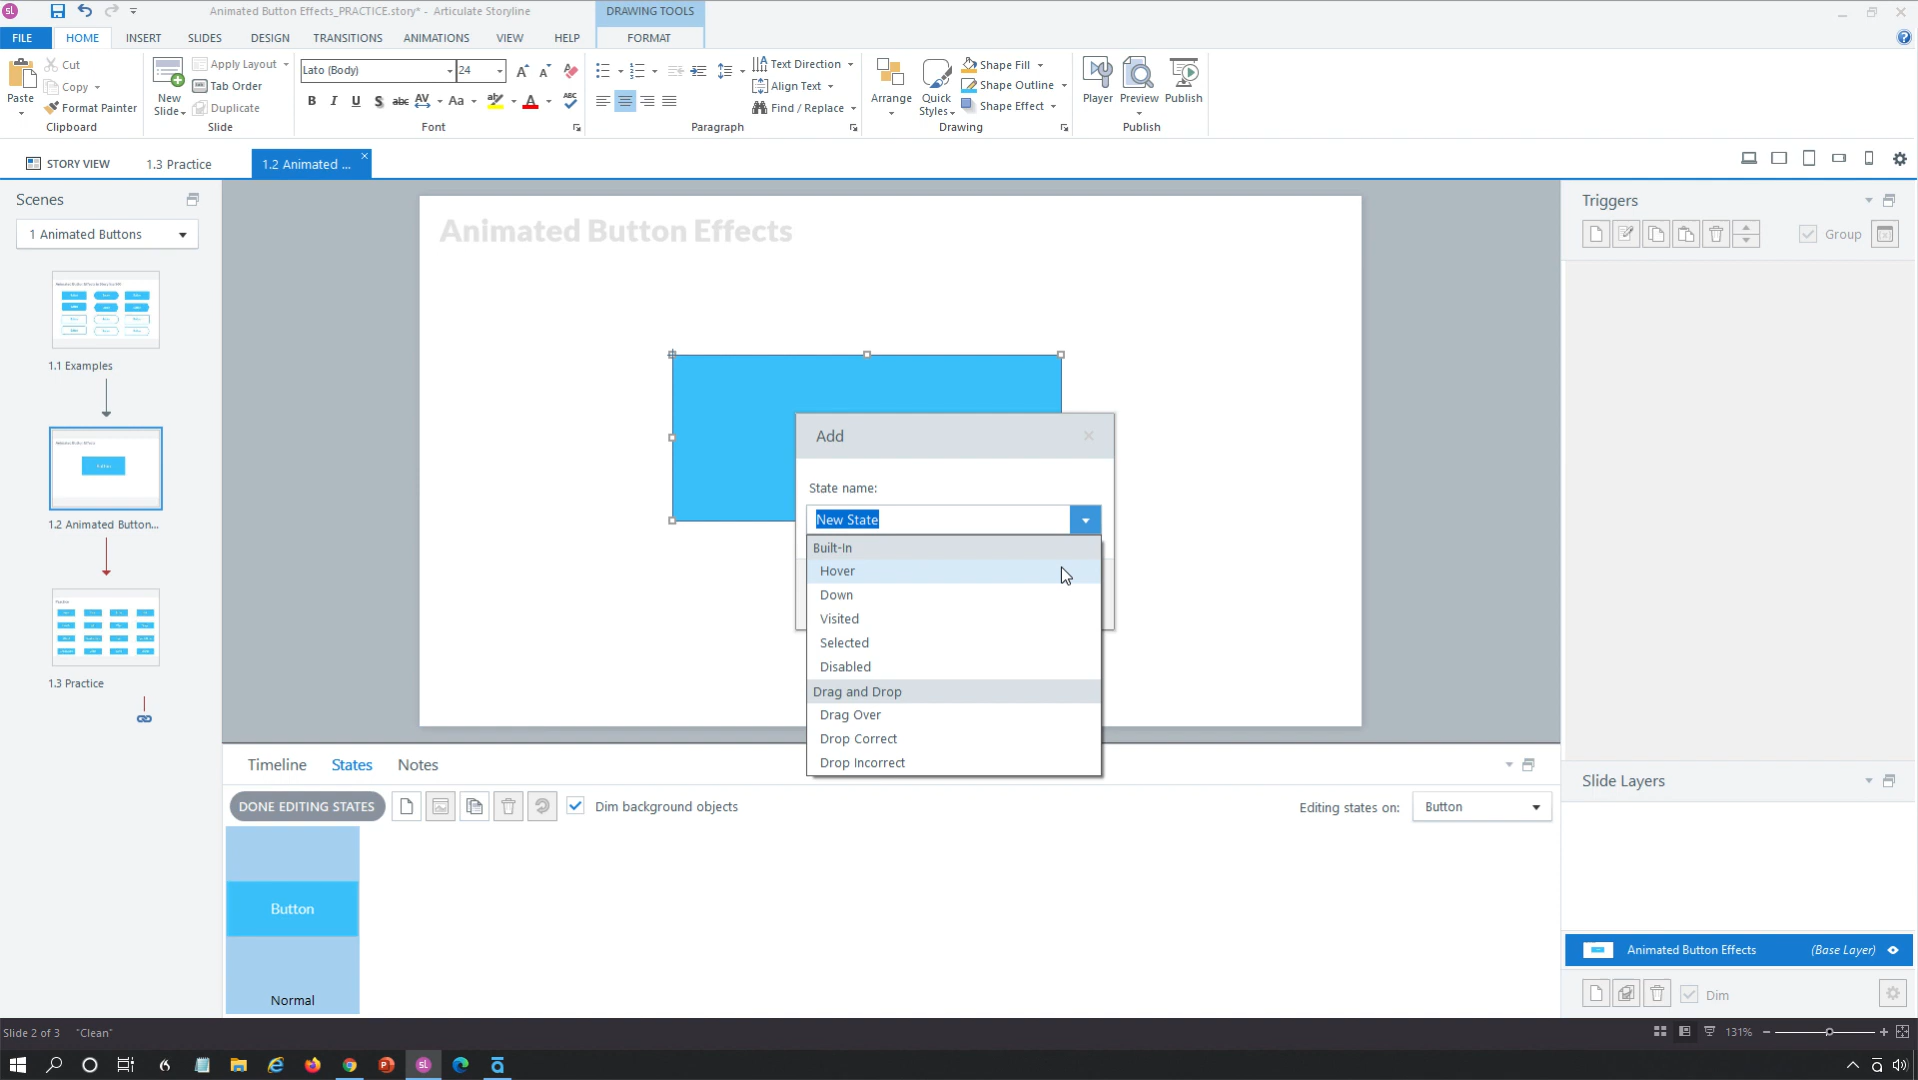 Animated Button Effects_PRACTICE.story* - Articulate Storyline
DRAWING TOOLS
FILE HOME INSERT SLIDES DESIGN TRANSITIONS ANIMATIONS VIEW HELP FORMAT
Paste
Cut
Copy
Format Painter
Clipboard
New Slide
Apply Layout
Tab Order
Duplicate
Slide
Lato (Body) 24
B I U S abc AV Aa A ABC
Font
Paragraph
Text Direction
Align Text
Find / Replace
Arrange
Quick Styles
Shape Fill
Shape Outline
Shape Effect
Drawing
Player Preview Publish
Publish
STORY VIEW 1.3 Practice 1.2 Animated ...
Scenes
1 Animated Buttons
1.1 Examples
1.2 Animated Button...
1.3 Practice
Animated Button Effects
Add
State name:
New State
Built-In
Hover
Down
Visited
Selected
Disabled
Drag and Drop
Drag Over
Drop Correct
Drop Incorrect
Triggers
Group
Timeline States Notes
DONE EDITING STATES
Dim background objects
Editing states on: Button
Button
Normal
Slide Layers
Animated Button Effects (Base Layer)
Dim
Slide 2 of 3 "Clean"
131%